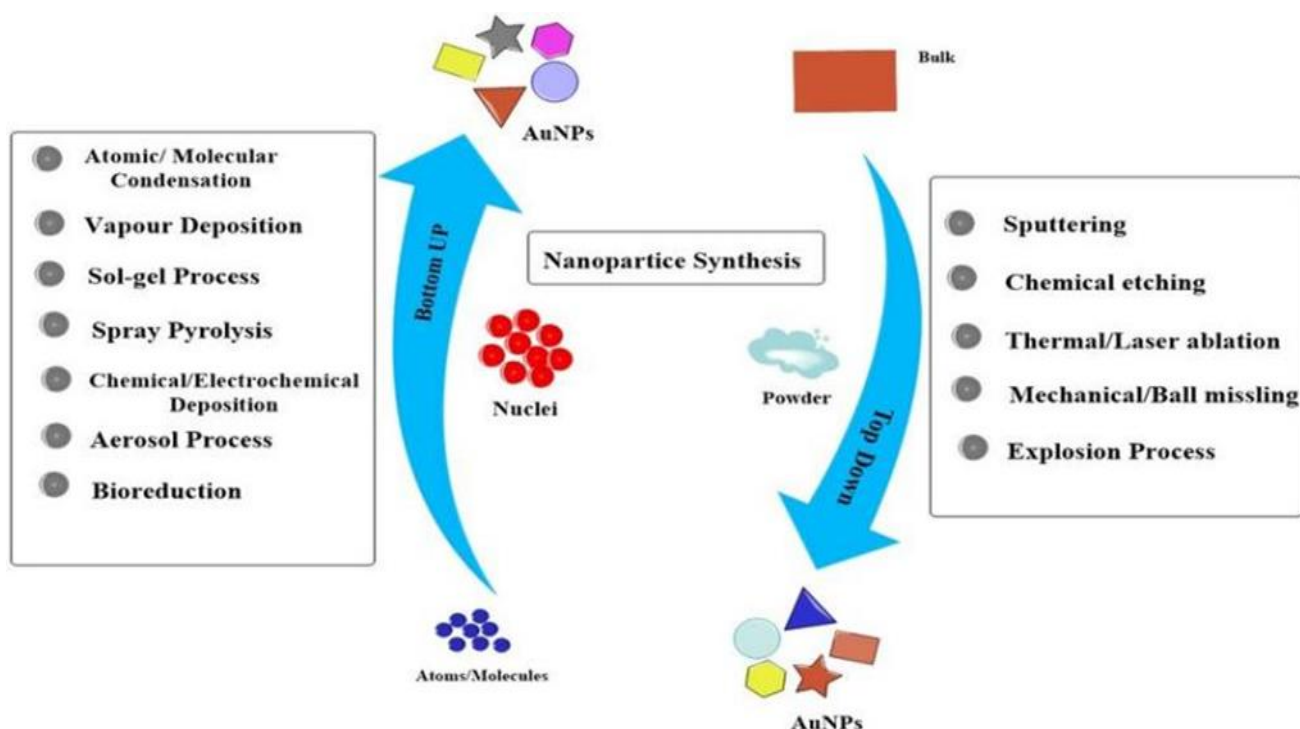 AuNPs
Bulk
Atomic/ Molecular
Condensation
Vapour Deposition
Sol-gel Process
Spray Pyrolysis
Chemical/Electrochemical
Deposition
Aerosol Process
Bioreduction
Bottom UP
Nanopartice Synthesis
Nuclei
Powder
Top Down
Sputtering
Chemical etching
Thermal/Laser ablation
Mechanical/Ball missling
Explosion Process
Atoms/Molecules
AuNPs